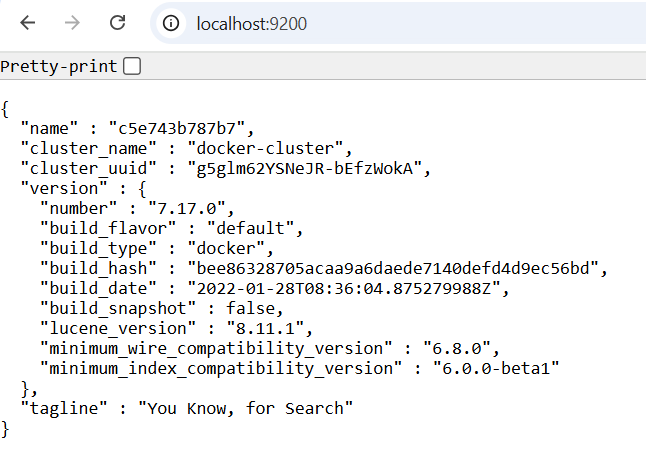 localhost:9200
Pretty-print
{
  "name" : "c5e743b787b7",
  "cluster_name" : "docker-cluster",
  "cluster_uuid" : "g5glm62YSNeJR-bEfzWokA",
  "version" : {
    "number" : "7.17.0",
    "build_flavor" : "default",
    "build_type" : "docker",
    "build_hash" : "bee86328705acaa9a6daede7140defd4d9ec56bd",
    "build_date" : "2022-01-28T08:36:04.875279988Z",
    "build_snapshot" : false,
    "lucene_version" : "8.11.1",
    "minimum_wire_compatibility_version" : "6.8.0",
    "minimum_index_compatibility_version" : "6.0.0-beta1"
  },
  "tagline" : "You Know, for Search"
}